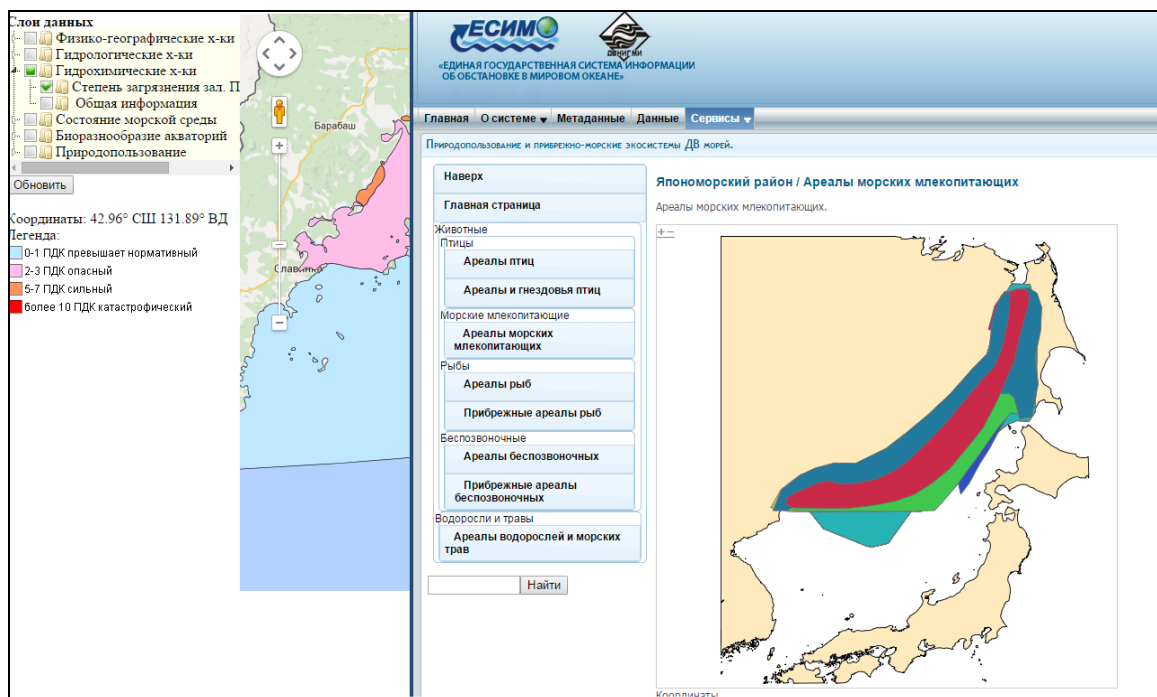 Слои данных
Физико-географические х-ки
Гидрологические х-ки
Гидрохимические х-ки
Степень загрязнения зал. П
Общая информация
Состояние морской среды
Биоразнообразие акваторий
Природопользование
Обновить
Координаты: 42.96° СШ 131.89° ВД
Легенда:
0-1 ПДК превышает нормативный
2-3 ПДК опасный
5-7 ПДК сильный
более 10 ПДК катастрофический
Барабаш
Славянка
ЕСИМО
ВНИГМИ
«ЕДИНАЯ ГОСУДАРСТВЕННАЯ СИСТЕМА ИНФОРМАЦИИ
ОБ ОБСТАНОВКЕ В МИРОВОМ ОКЕАНЕ»
Главная О системе Метаданные Данные Сервисы
Природопользование и прибрежно-морские экосистемы ДВ морей.
Наверх
Главная страница
Животные
Птицы
Ареалы птиц
Ареалы и гнездовья птиц
Морские млекопитающие
Ареалы морских
млекопитающих
Рыбы
Ареалы рыб
Прибрежные ареалы рыб
Беспозвоночные
Ареалы беспозвоночных
Прибрежные ареалы
беспозвоночных
Водоросли и травы
Ареалы водорослей и морских
трав
Найти
Япономорский район / Ареалы морских млекопитающих
Ареалы морских млекопитающих.
+ −
Координаты